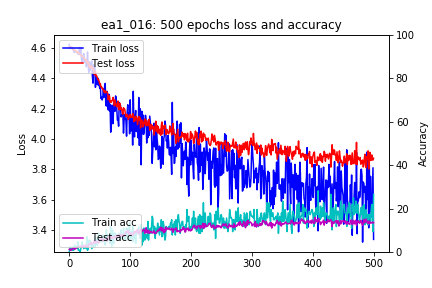 ea1_016: 500 epochs loss and accuracy
Train loss
Test loss
Train acc
Test acc
Loss
4.6
4.4
4.2
4.0
3.8
3.6
3.4
Accuracy
100
80
60
40
20
0
0 100 200 300 400 500